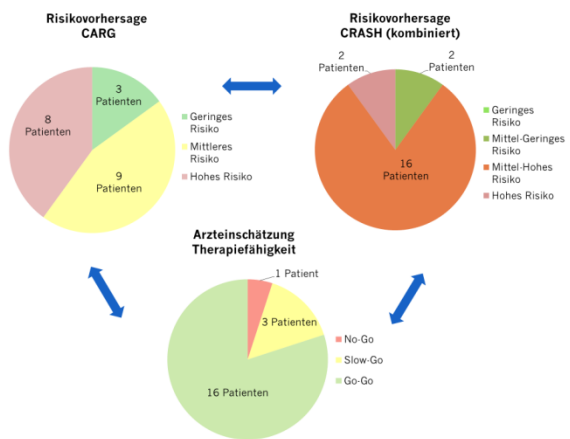 Risikovorhersage
CARG
3
Patienten
8
Patienten
9
Patienten
Geringes
Risiko
Mittleres
Risiko
Hohes Risiko
Risikovorhersage
CRASH (kombiniert)
2
Patienten
2
Patienten
16
Patienten
Geringes
Risiko
Mittel-Geringes
Risiko
Mittel-Hohes
Risiko
Hohes Risiko
Arzteinschätzung
Therapiefähigkeit
1 Patient
3 Patienten
16 Patienten
No-Go
Slow-Go
Go-Go